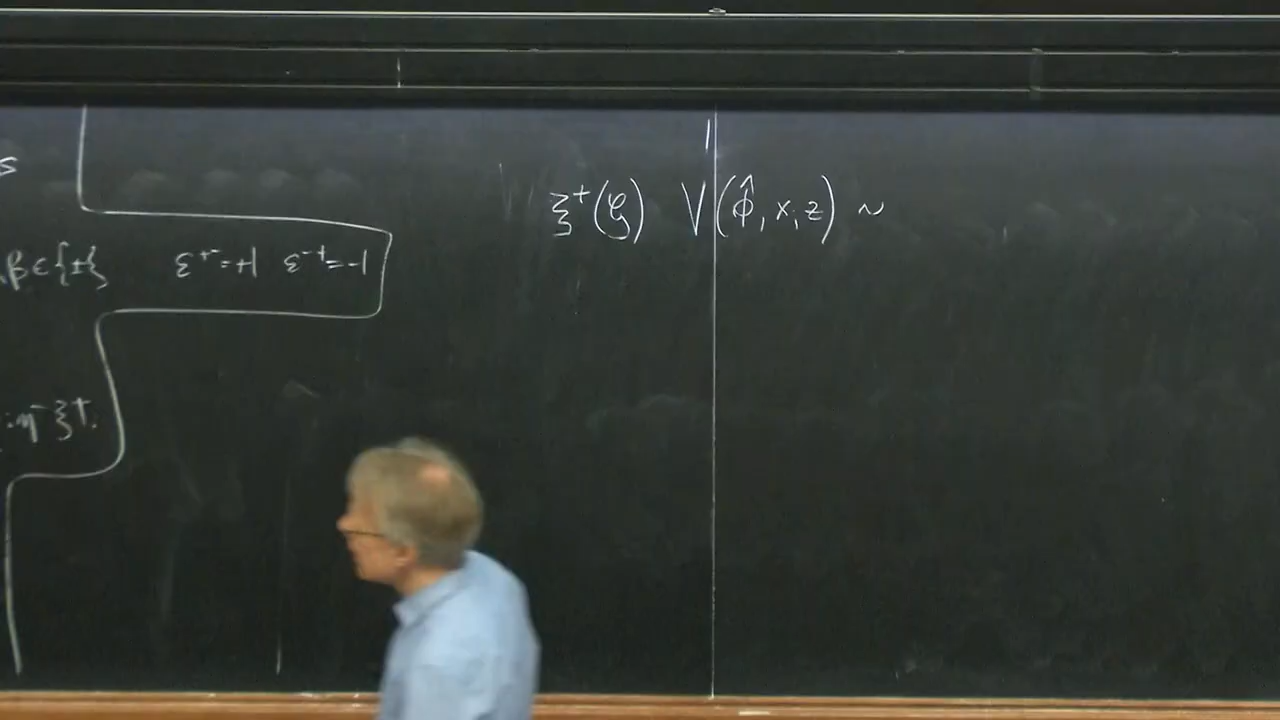 s
ξ⁺(ζ) V(φ̂, x; z) ~
,β∈{±} ε⁺⁻=+1 ε⁻⁺=-1
:η⁻ξ⁺: